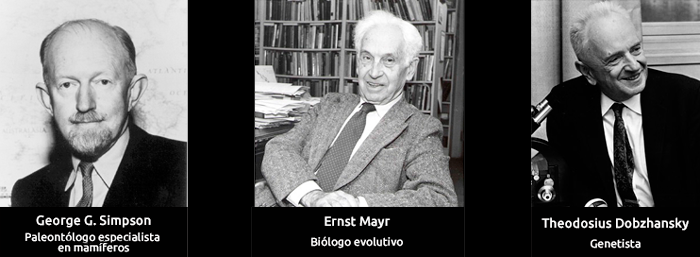 George G. Simpson
Paleontólogo especialista
en mamíferos
Ernst Mayr
Biólogo evolutivo
Theodosius Dobzhansky
Genetista